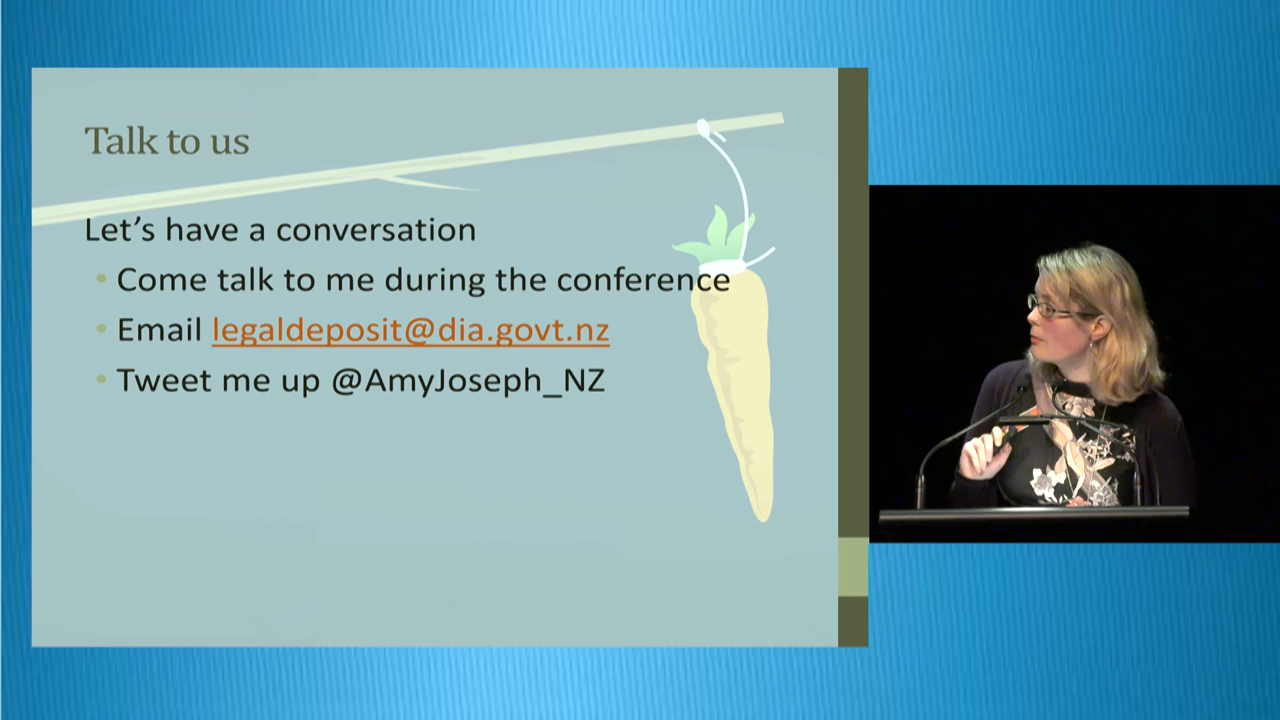 Talk to us
Let's have a conversation
• Come talk to me during the conference
• Email legaldeposit@dia.govt.nz
• Tweet me up @AmyJoseph_NZ